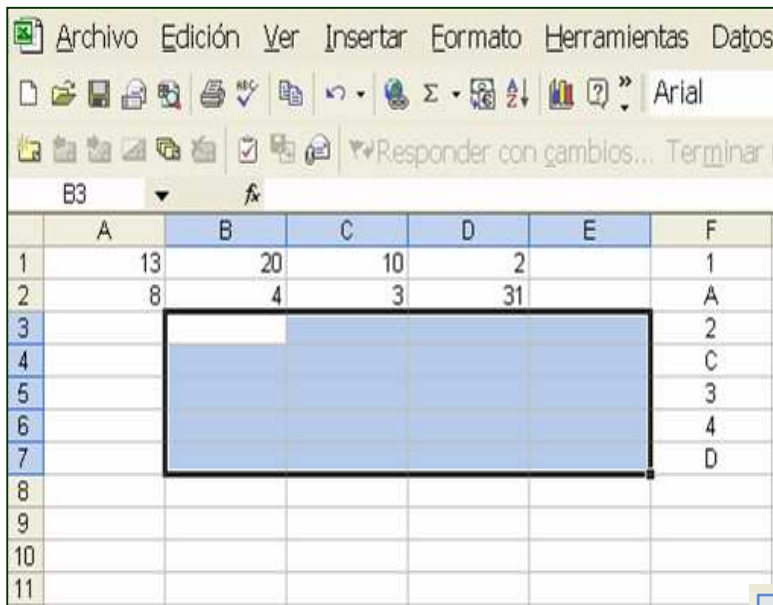 Archivo Edición Ver Insertar Formato Herramientas Datos
Arial
Responder con cambios... Terminar
B3 fx
A B C D E F
1 13 20 10 2 1
2 8 4 3 31 A
3 2
4 C
5 3
6 4
7 D
8
9
10
11